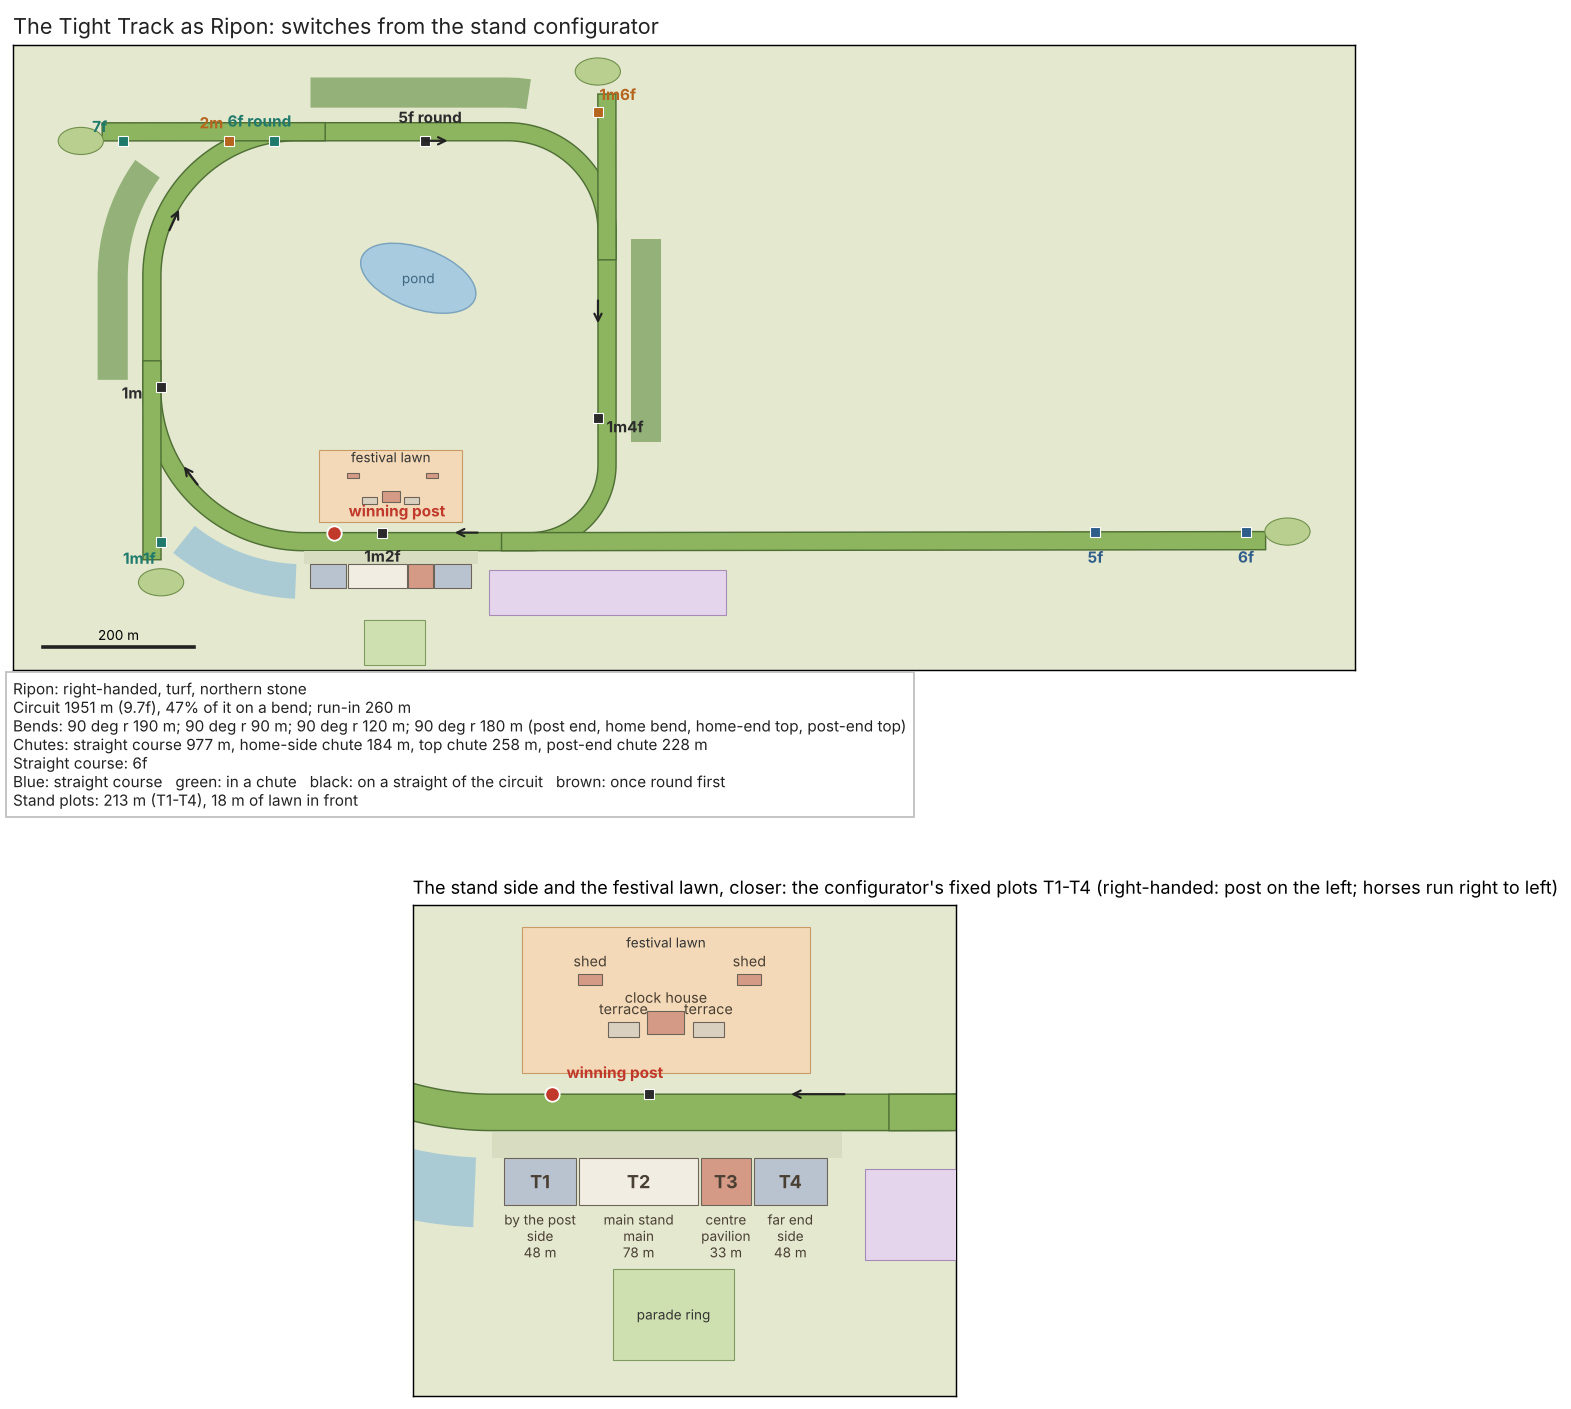 The Tight Track as Ripon: switches from the stand configurator
1m6f
7f
2m
6f round
5f round
pond
1m
1m4f
festival lawn
winning post
1m2f
1m1f
5f
6f
200 m
Ripon: right-handed, turf, northern stone
Circuit 1951 m (9.7f), 47% of it on a bend; run-in 260 m
Bends: 90 deg r 190 m; 90 deg r 90 m; 90 deg r 120 m; 90 deg r 180 m (post end, home bend, home-end top, post-end top)
Chutes: straight course 977 m, home-side chute 184 m, top chute 258 m, post-end chute 228 m
Straight course: 6f
Blue: straight course   green: in a chute   black: on a straight of the circuit   brown: once round first
Stand plots: 213 m (T1-T4), 18 m of lawn in front
The stand side and the festival lawn, closer: the configurator's fixed plots T1-T4 (right-handed: post on the left; horses run right to left)
festival lawn
shed
shed
clock house
terrace
terrace
winning post
T1
T2
T3
T4
by the post
side
48 m
main stand
main
78 m
centre
pavilion
33 m
far end
side
48 m
parade ring